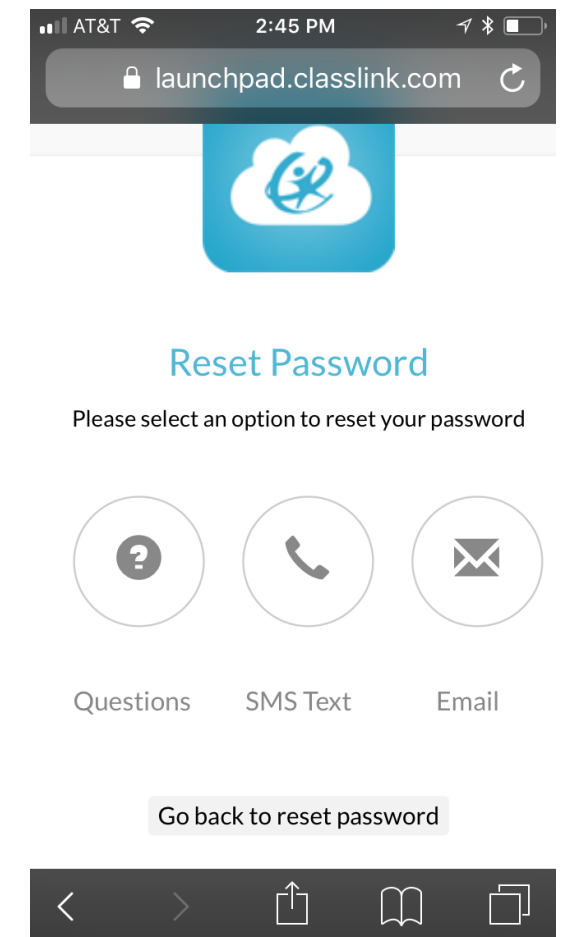 AT&T 2:45 PM
launchpad.classlink.com
Reset Password
Please select an option to reset your password
?
Questions SMS Text Email
Go back to reset password